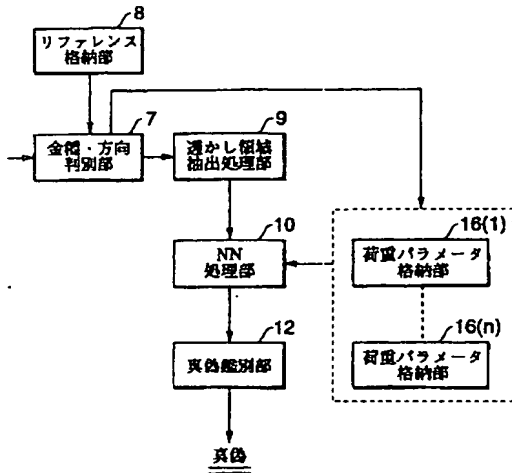 8
リファレンス
格納部
7
金種・方向
判別部
9
透かし領域
抽出処理部
10
NN
処理部
16(1)
荷重パラメータ
格納部
12
真偽鑑別部
16(n)
荷重パラメータ
格納部
真偽